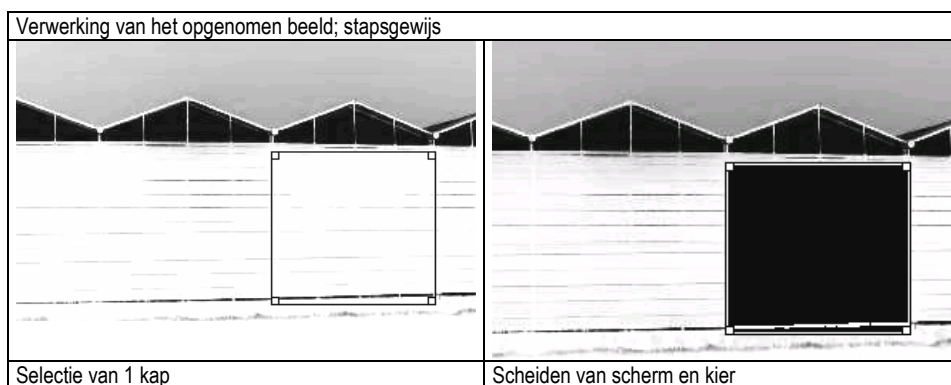 Verwerking van het opgenomen beeld; stapsgewijs
Selectie van 1 kap
Scheiden van scherm en kier